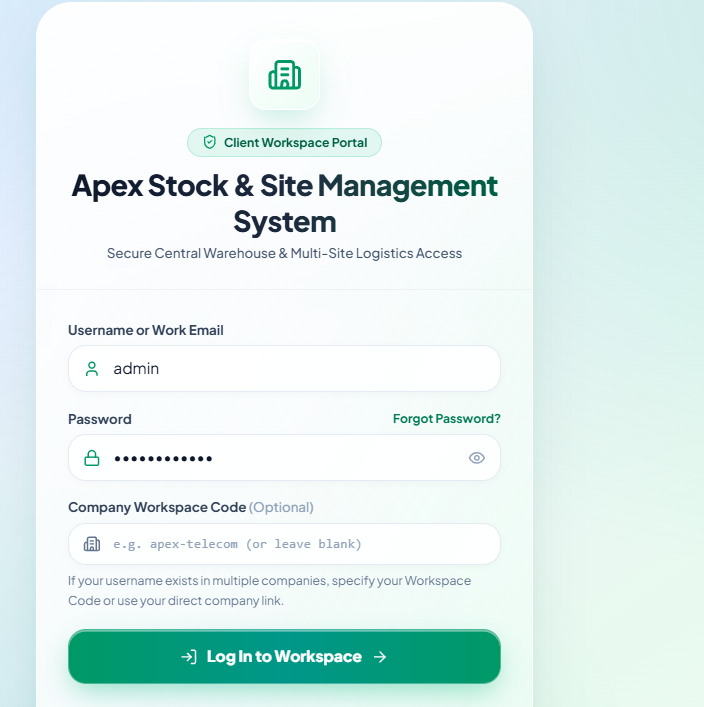 Client Workspace Portal
Apex Stock & Site Management
System
Secure Central Warehouse & Multi-Site Logistics Access
Username or Work Email
admin
Password
Forgot Password?
••••••••••••
Company Workspace Code (Optional)
e.g. apex-telecom (or leave blank)
If your username exists in multiple companies, specify your Workspace
Code or use your direct company link.
Log In to Workspace